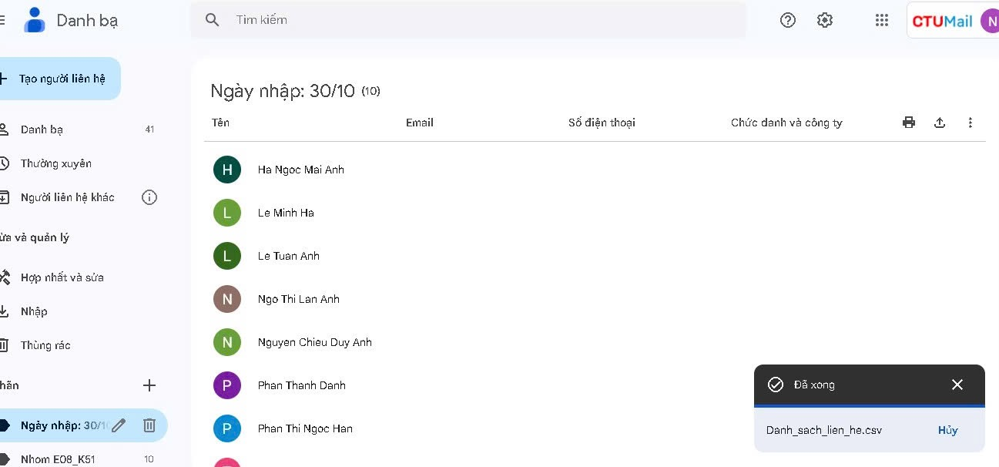 Danh bạ
Tìm kiếm
CTUMail
N
Tạo người liên hệ
Ngày nhập: 30/10 (10)
Tên Email Số điện thoại Chức danh và công ty
Danh bạ 41
Thường xuyên
Người liên hệ khác
ửa và quản lý
Hợp nhất và sửa
Nhập
Thùng rác
hãn
Ngày nhập: 30/10
Nhom E08_K51 10
H Ha Ngoc Mai Anh
L Le Minh Ha
L Le Tuan Anh
N Ngo Thi Lan Anh
N Nguyen Chieu Duy Anh
P Phan Thanh Danh
P Phan Thi Ngoc Han
Đã xong
Danh_sach_lien_he.csv Hủy